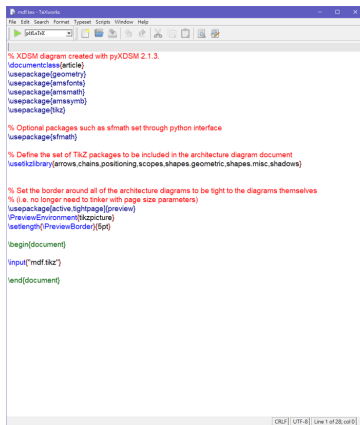 mdf.tex - TeXworks
File Edit Search Format Typeset Scripts Window Help
pdfLaTeX
% XDSM diagram created with pyXDSM 2.1.3.
\documentclass{article}
\usepackage{geometry}
\usepackage{amsfonts}
\usepackage{amsmath}
\usepackage{amssymb}
\usepackage{tikz}
% Optional packages such as sfmath set through python interface
\usepackage{sfmath}
% Define the set of TikZ packages to be included in the architecture diagram document
\usetikzlibrary{arrows,chains,positioning,scopes,shapes.geometric,shapes.misc,shadows}
% Set the border around all of the architecture diagrams to be tight to the diagrams themselves
% (i.e. no longer need to tinker with page size parameters)
\usepackage[active,tightpage]{preview}
\PreviewEnvironment{tikzpicture}
\setlength{\PreviewBorder}{5pt}
\begin{document}
\input{"mdf.tikz"}
\end{document}
CRLF UTF-8 Line 1 of 28; col 0